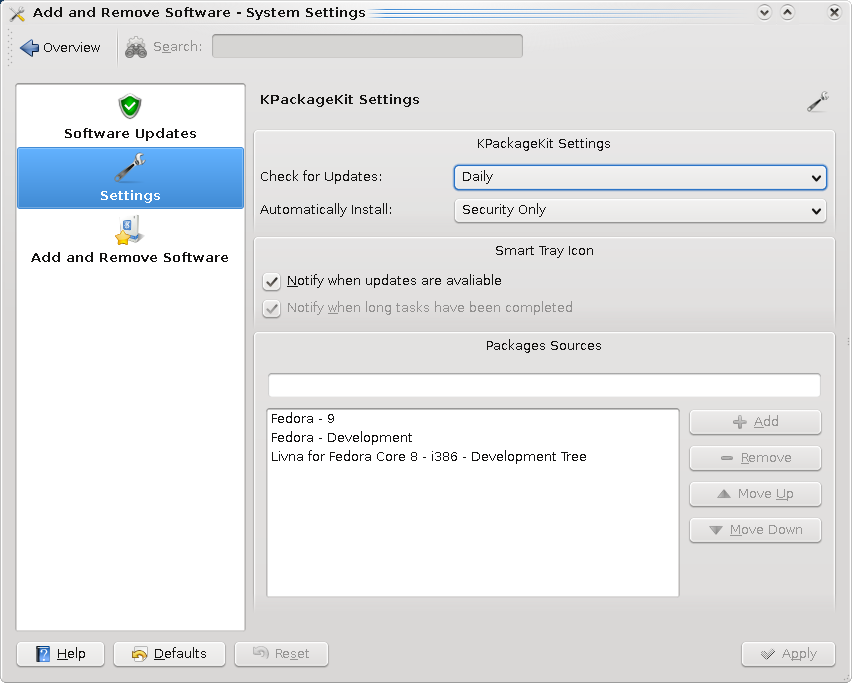 Add and Remove Software - System Settings
Overview
Search:
Software Updates
Settings
Add and Remove Software
KPackageKit Settings
KPackageKit Settings
Check for Updates: Daily
Automatically Install: Security Only
Smart Tray Icon
Notify when updates are avaliable
Notify when long tasks have been completed
Packages Sources
Fedora - 9
Fedora - Development
Livna for Fedora Core 8 - i386 - Development Tree
Add
Remove
Move Up
Move Down
Help
Defaults
Reset
Apply